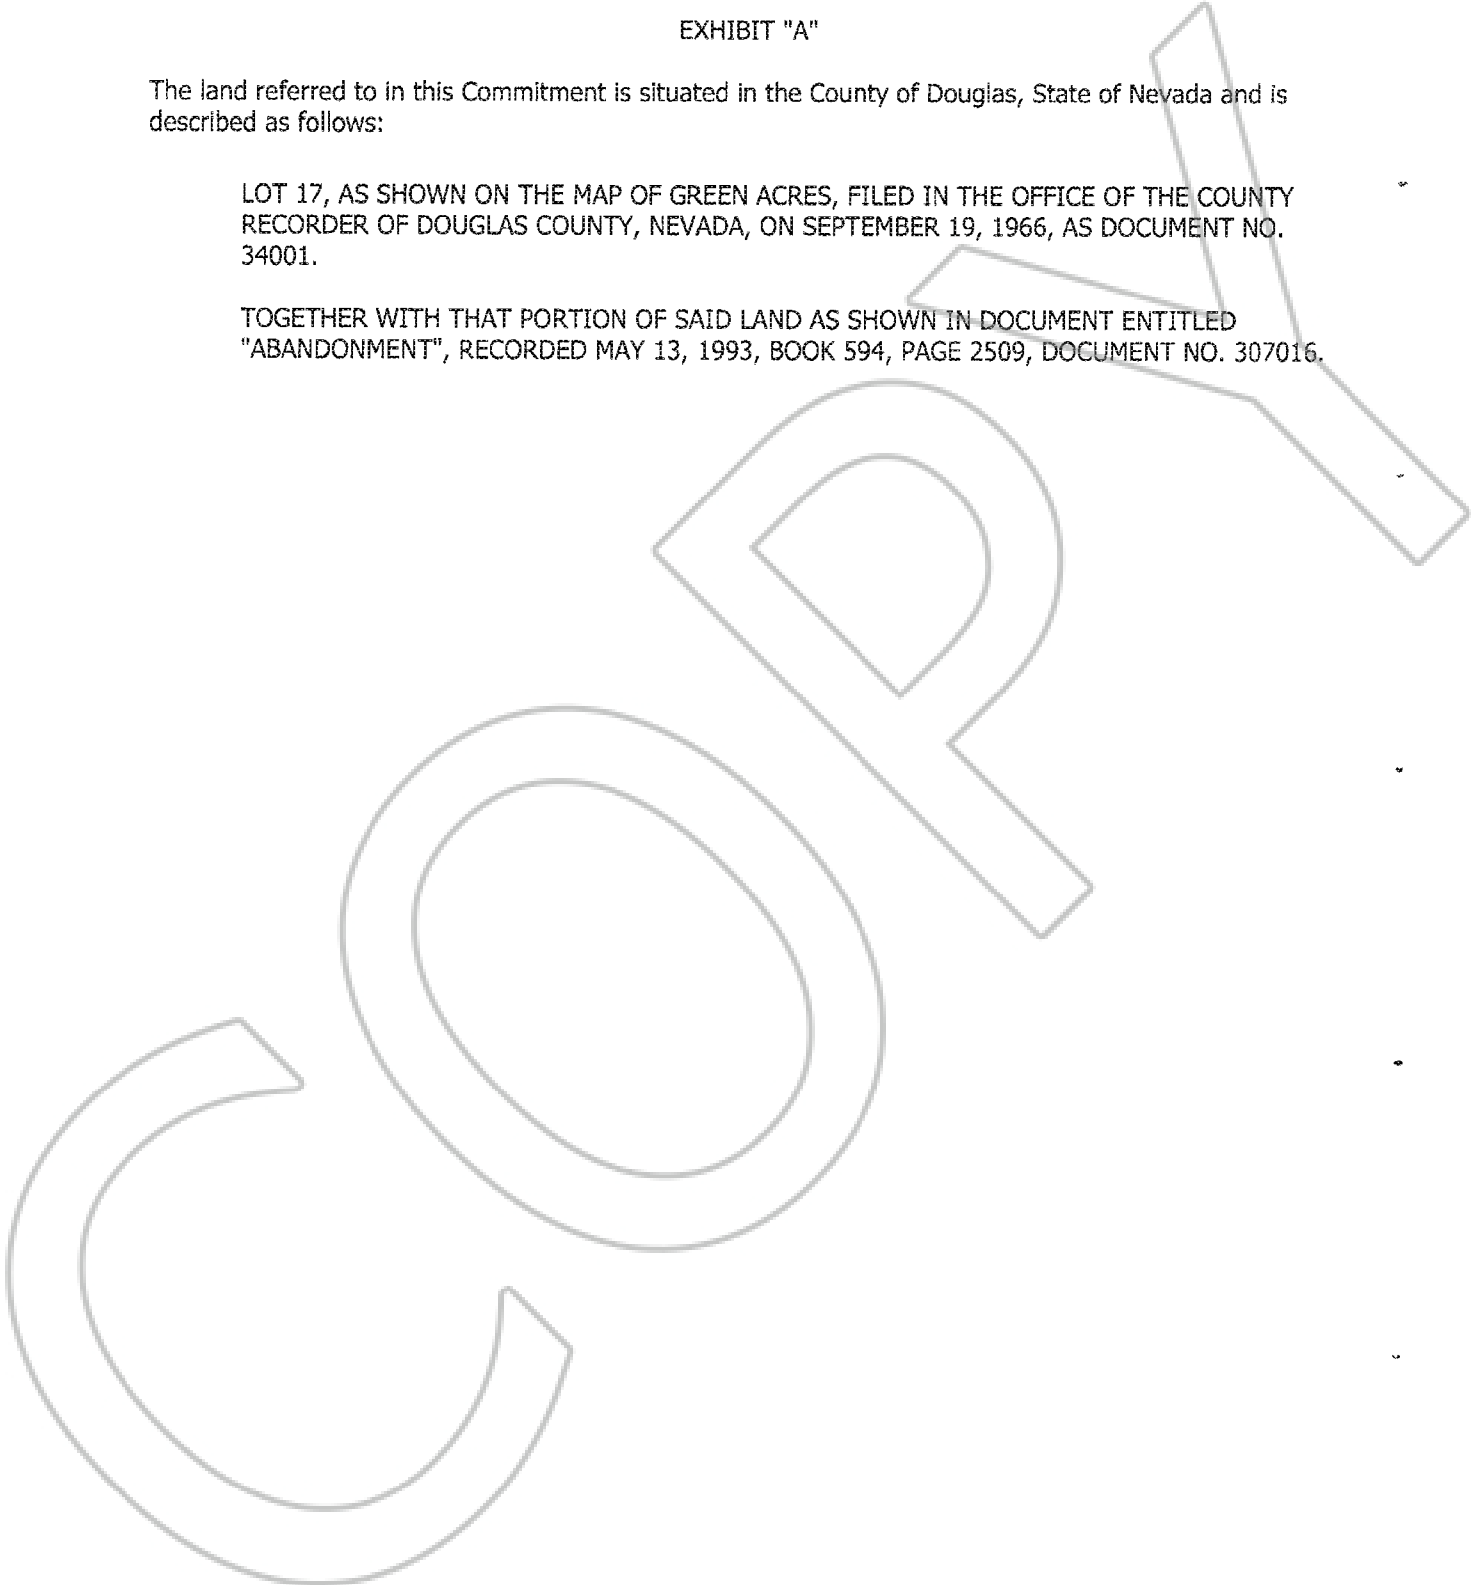 EXHIBIT "A"
The land referred to in this Commitment is situated in the County of Douglas, State of Nevada and is
described as follows:
LOT 17, AS SHOWN ON THE MAP OF GREEN ACRES, FILED IN THE OFFICE OF THE COUNTY
RECORDER OF DOUGLAS COUNTY, NEVADA, ON SEPTEMBER 19, 1966, AS DOCUMENT NO.
34001.
TOGETHER WITH THAT PORTION OF SAID LAND AS SHOWN IN DOCUMENT ENTITLED
"ABANDONMENT", RECORDED MAY 13, 1993, BOOK 594, PAGE 2509, DOCUMENT NO. 307016.
COPY